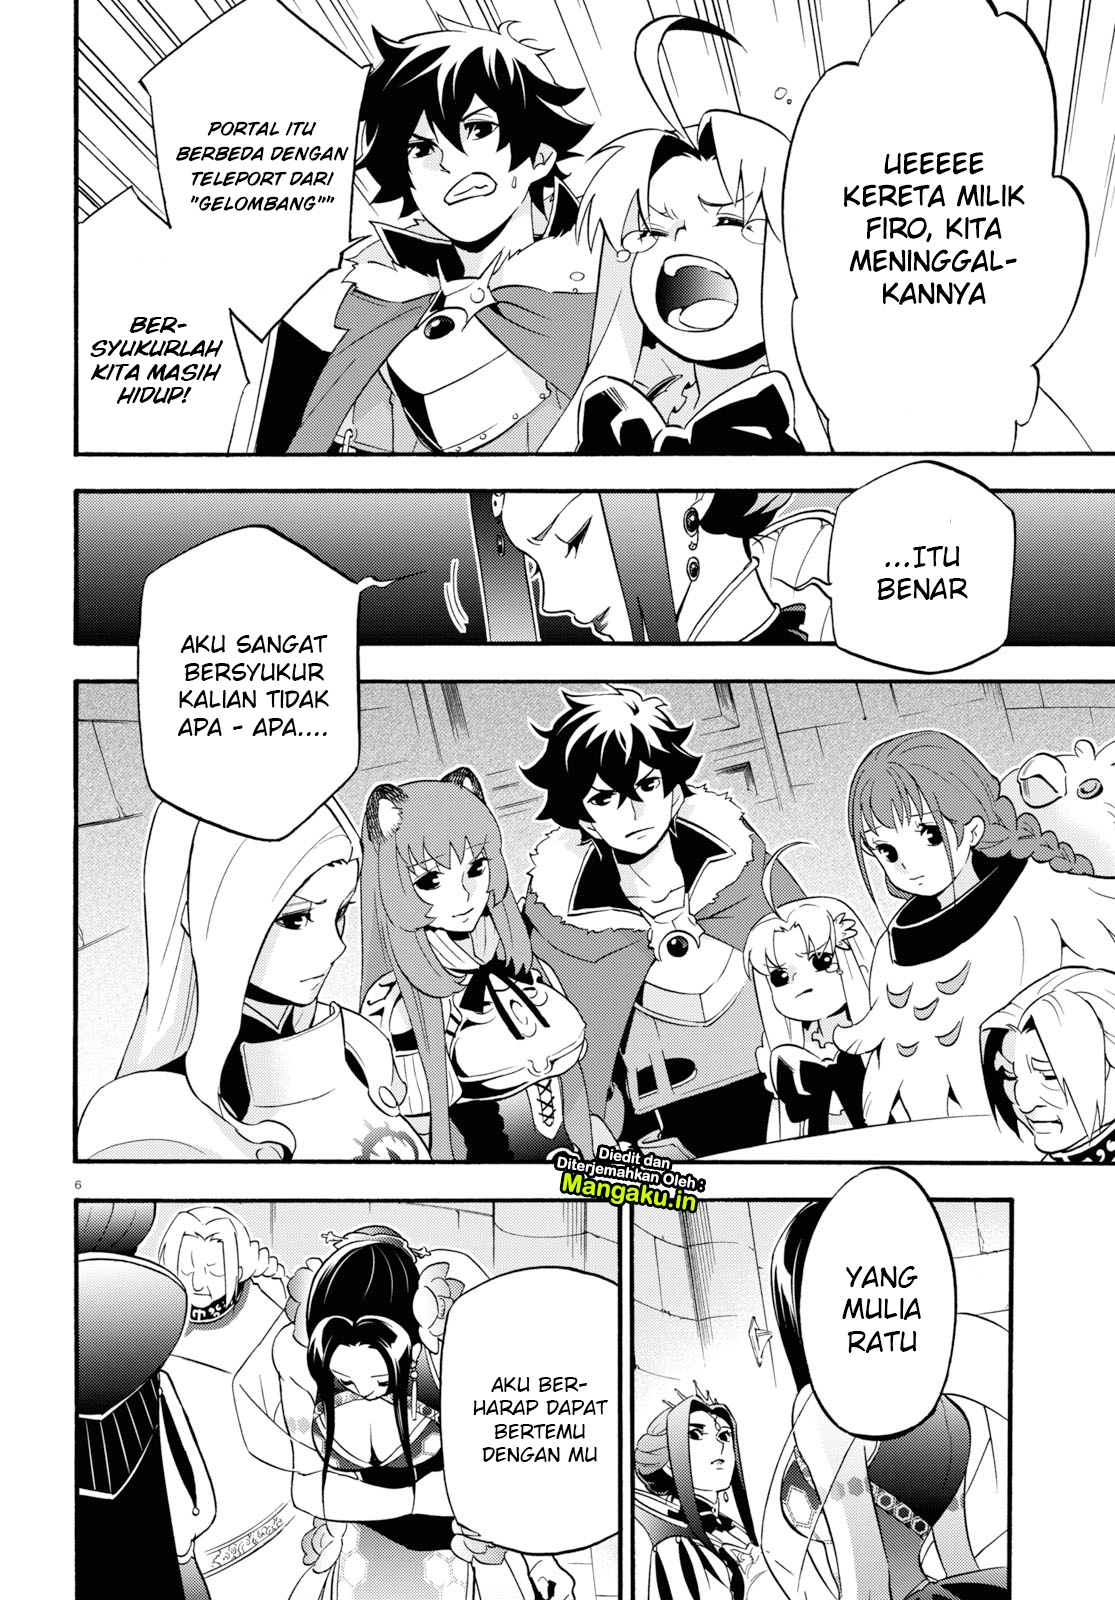 UEEEEE
KERETA MILIK
FIRO, KITA
MENINGGAL-
KANNYA
PORTAL ITU
BERBEDA DENGAN
TELEPORT DARI
"GELOMBANG""
BER-
SYUKURLAH
KITA MASIH
HIDUP!
...ITU
BENAR
AKU SANGAT
BERSYUKUR
KALIAN TIDAK
APA - APA....
Diedit dan
Diterjemahkan Oleh :
Mangaku.in
6
YANG
MULIA
RATU
AKU BER-
HARAP DAPAT
BERTEMU
DENGAN MU